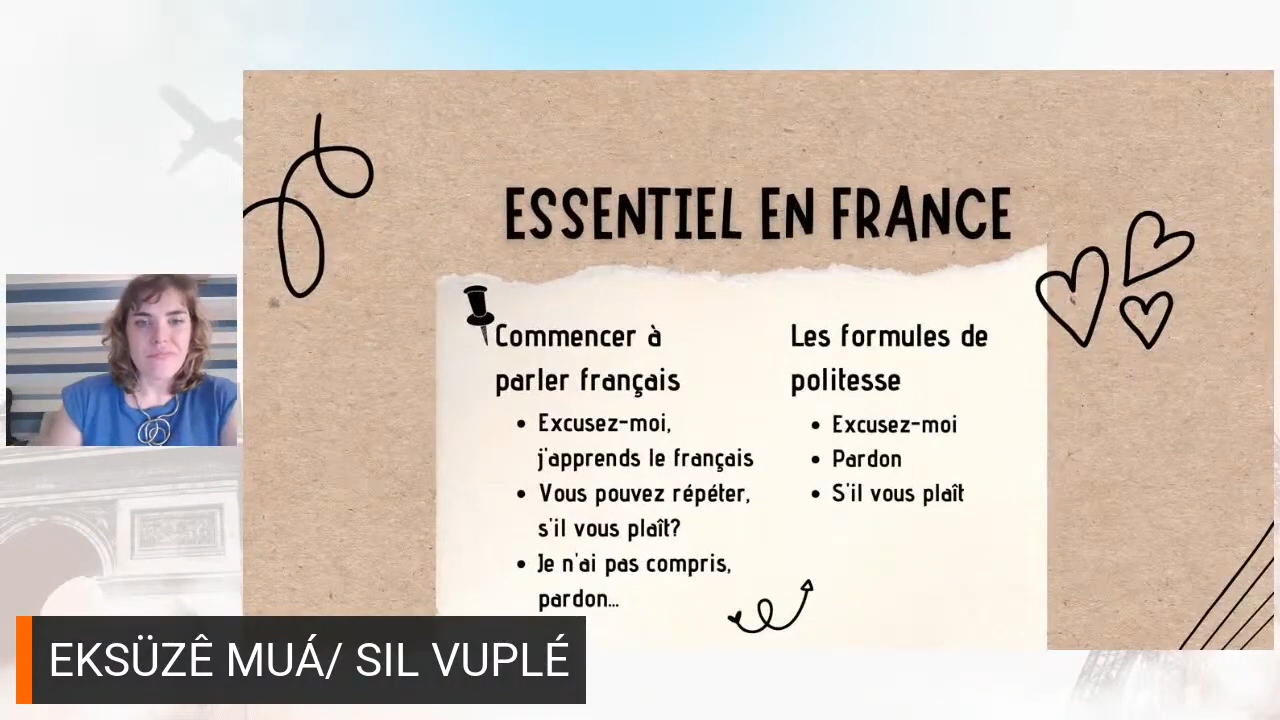 ESSENTIEL EN FRANCE
Commencer à
parler français
Excusez-moi,
j'apprends le français
Vous pouvez répéter,
s'il vous plaît?
Je n'ai pas compris,
pardon...
Les formules de
politesse
Excusez-moi
Pardon
S'il vous plaît
EKSÜZÊ MUÁ/ SIL VUPLÉ